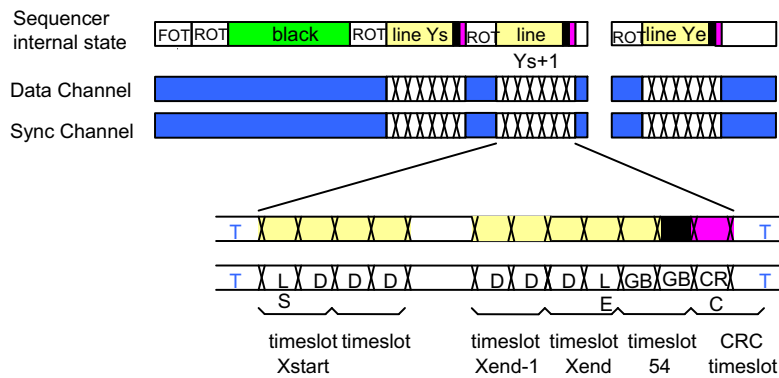 Sequencer
internal state
FOT ROT black ROT line Ys ROT line
Ys+1
ROT line Ye
Data Channel
Sync Channel
T T
T L
S D D D D D D L
E GB GB CR
C T
timeslot
Xstart
timeslot
timeslot
Xend-1
timeslot
Xend
timeslot
54
CRC
timeslot